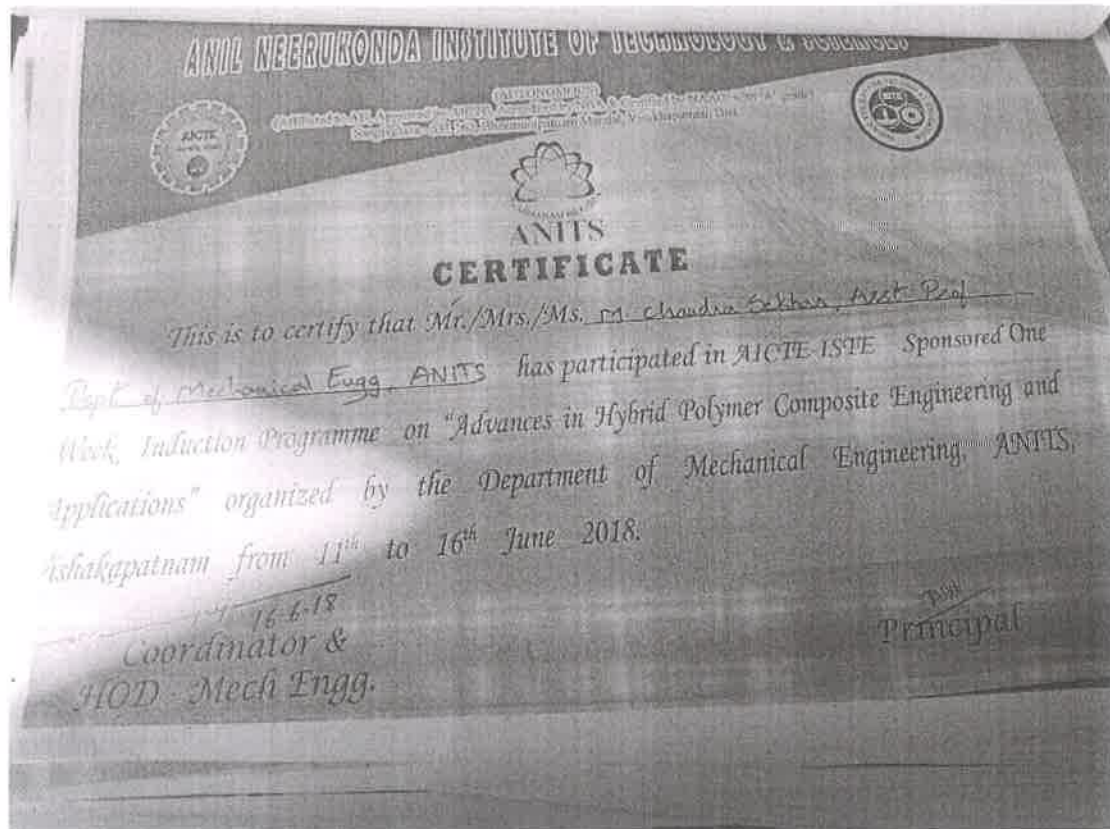 ANIL NEERUKONDA INSTITUTE OF TECHNOLOGY & SCIENCES
(AUTONOMOUS)
AICTE
ANITS
CERTIFICATE
This is to certify that Mr./Mrs./Ms. M. Chandra Sekhar, Asst. Prof
Dept. of Mechanical Engg, ANITS has participated in AICTE-ISTE Sponsored One
Week Induction Programme on "Advances in Hybrid Polymer Composite Engineering and
Applications" organized by the Department of Mechanical Engineering, ANITS,
Vishakapatnam from 11th to 16th June 2018.
16-6-18
Coordinator &
HOD - Mech Engg.
Principal